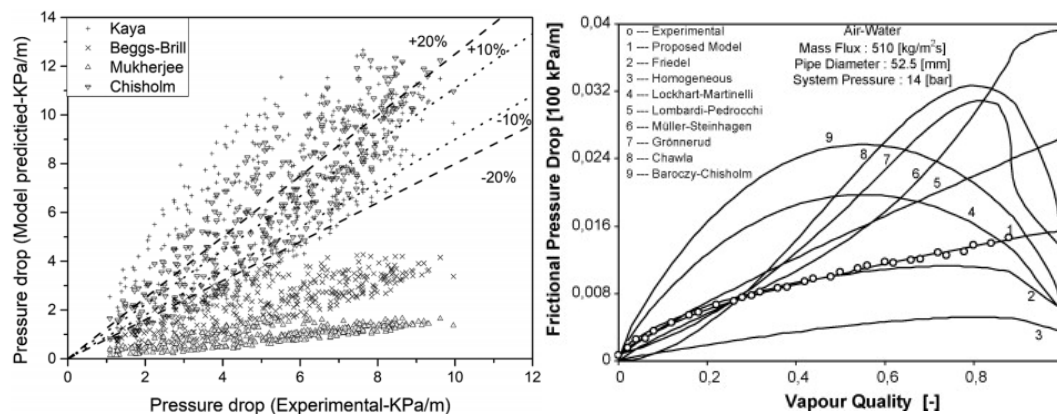 Pressure drop (Model predictied-KPa/m)
14
12
10
8
6
4
2
0
Kaya
Beggs-Brill
Mukherjee
Chisholm
+20%
+10%
-10%
-20%
0 2 4 6 8 10 12
Pressure drop (Experimental-KPa/m)
Frictional Pressure Drop [100 kPa/m]
0,04
0,032
0,024
0,016
0,008
0
o --- Experimental
1 --- Proposed Model
2 --- Friedel
3 --- Homogeneous
4 --- Lockhart-Martinelli
5 --- Lombardi-Pedrocchi
6 --- Müller-Steinhagen
7 --- Grönnerud
8 --- Chawla
9 --- Baroczy-Chisholm
Air-Water
Mass Flux : 510 [kg/m²s]
Pipe Diameter : 52.5 [mm]
System Pressure : 14 [bar]
9
8
7
6
5
4
1
2
3
0 0,2 0,4 0,6 0,8
Vapour Quality [-]